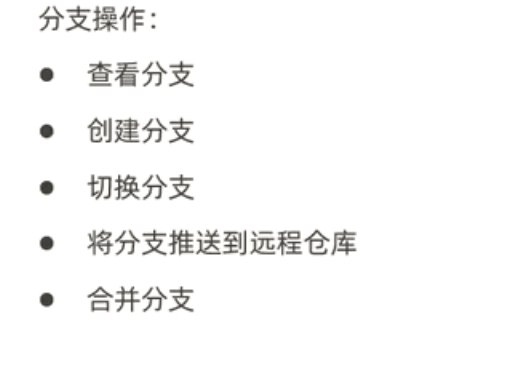 分支操作：
● 查看分支
● 创建分支
● 切换分支
● 将分支推送到远程仓库
● 合并分支